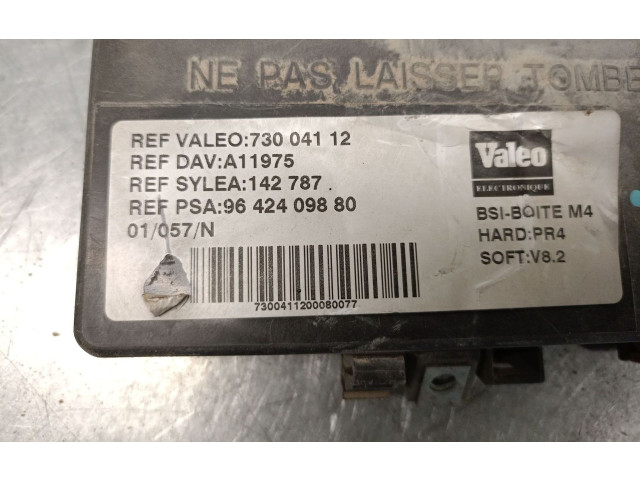 NE PAS LAISSER TOMBE
REF VALEO:730 041 12
REF DAV:A11975
REF SYLEA:142 787 .
REF PSA:96 424 098 80
01/057/N
Valeo
ELECTRONIQUE
BSI-BOITE M4
HARD:PR4
SOFT:V8.2
7300411200080077